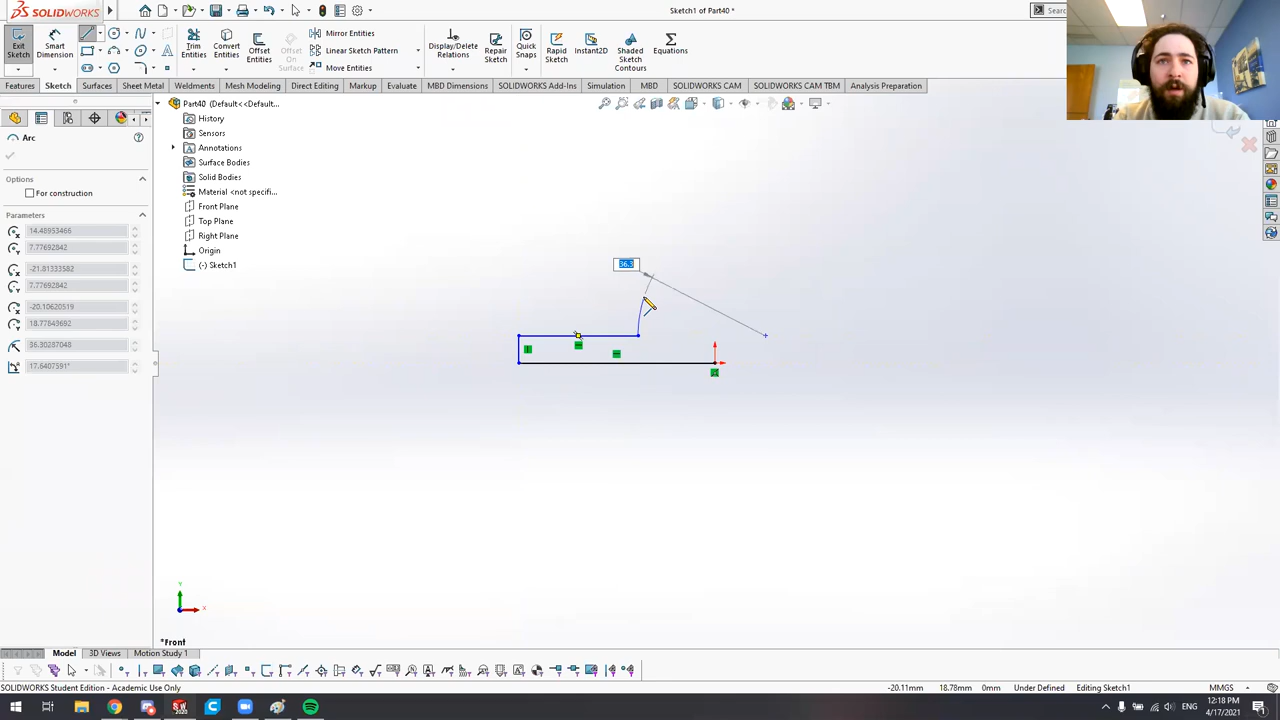 SOLIDWORKS
Sketch1 of Part40 *
Sear
Exit Sketch
Smart Dimension
Trim Entities
Convert Entities
Offset Entities
Offset On Surface
Mirror Entities
Linear Sketch Pattern
Move Entities
Display/Delete Relations
Repair Sketch
Quick Snaps
Rapid Sketch
Instant2D
Shaded Sketch Contours
Equations
Features
Sketch
Surfaces
Sheet Metal
Weldments
Mesh Modeling
Direct Editing
Markup
Evaluate
MBD Dimensions
SOLIDWORKS Add-Ins
Simulation
MBD
SOLIDWORKS CAM
SOLIDWORKS CAM TBM
Analysis Preparation
Part40 (Default<<Default...
History
Sensors
Annotations
Surface Bodies
Solid Bodies
Material <not specifi...
Front Plane
Top Plane
Right Plane
Origin
(-) Sketch1
Arc
Options
For construction
Parameters
14.48953466
7.77692842
-21.81333582
7.77692842
-20.10620519
18.77849692
36.30287048
17.6407591°
36.3
Y
X
*Front
Model
3D Views
Motion Study 1
SOLIDWORKS Student Edition - Academic Use Only
-20.11mm
18.78mm
0mm
Under Defined
Editing Sketch1
MMGS
ENG
12:18 PM
4/17/2021